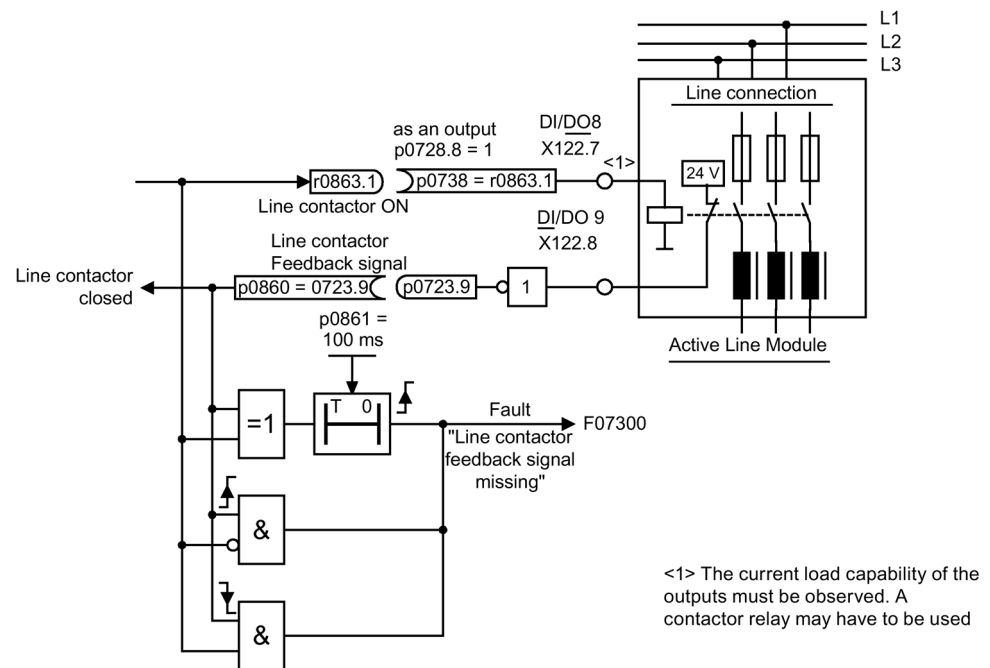 L1
L2
L3
Line connection
as an output
p0728.8 = 1
DI/DO8
X122.7
<1>
r0863.1
p0738 = r0863.1
Line contactor ON
24 V
DI/DO 9
X122.8
Line contactor
Feedback signal
Line contactor
closed
p0860 = 0723.9
p0723.9
1
p0861 =
100 ms
Active Line Module
T 0
=1
Fault
F07300
"Line contactor
feedback signal
missing"
&
&
<1> The current load capability of the
outputs must be observed. A
contactor relay may have to be used